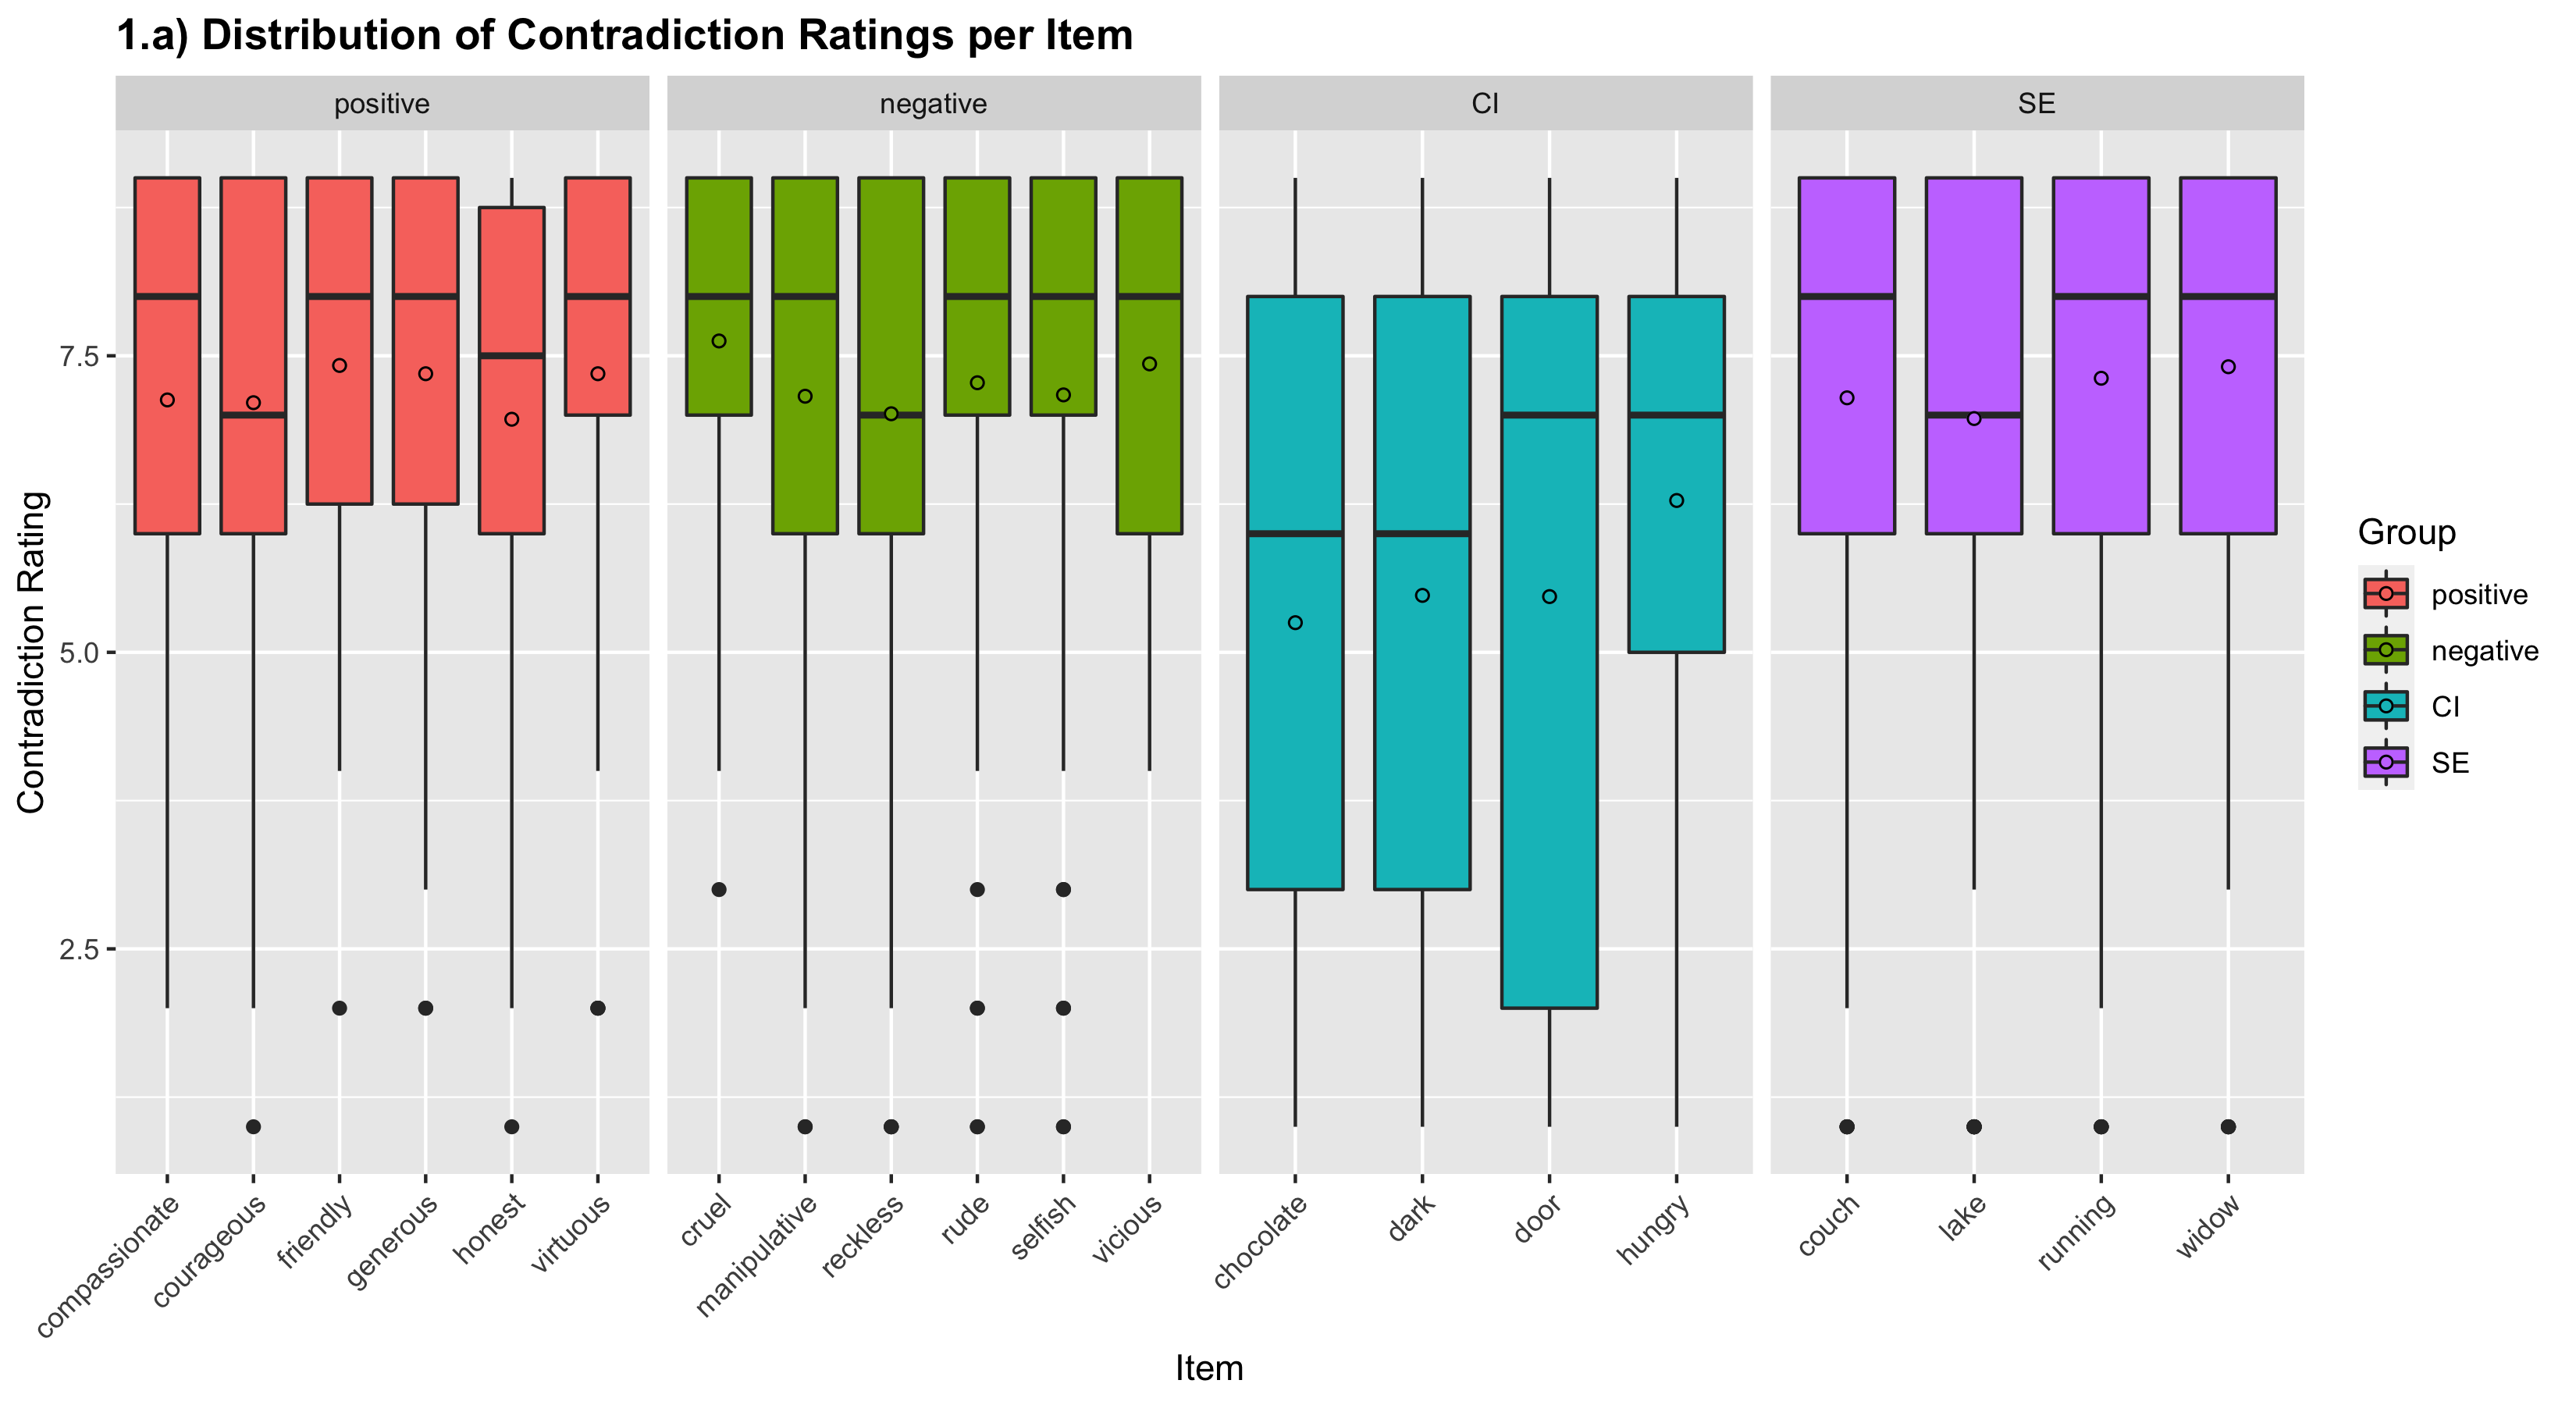 1.a) Distribution of Contradiction Ratings per Item
positive
negative
CI
SE
Contradiction Rating
7.5
5.0
2.5
compassionate
courageous
friendly
generous
honest
virtuous
cruel
manipulative
reckless
rude
selfish
vicious
chocolate
dark
door
hungry
couch
lake
running
widow
Item
Group
positive
negative
CI
SE